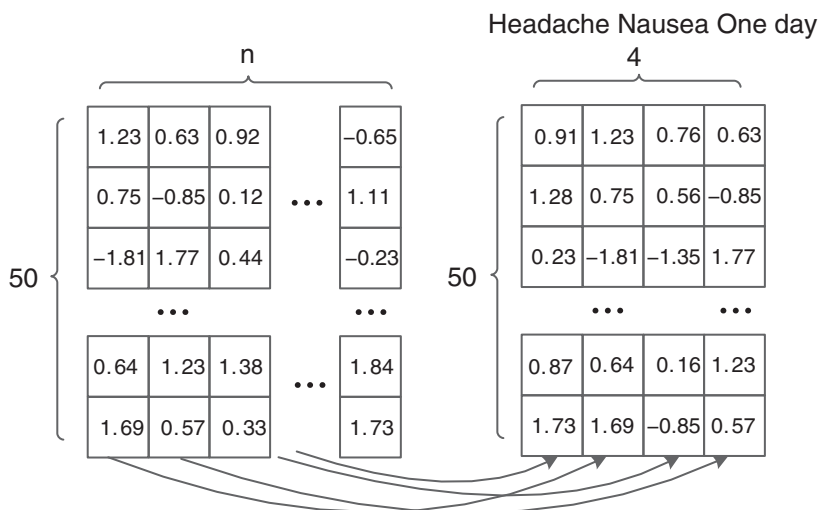 Headache Nausea One day
n 4
1.23 0.63 0.92 −0.65 0.91 1.23 0.76 0.63
0.75 −0.85 0.12 ... 1.11 1.28 0.75 0.56 −0.85
50 −1.81 1.77 0.44 −0.23 50 0.23 −1.81 −1.35 1.77
... ... ... ...
0.64 1.23 1.38 ... 1.84 0.87 0.64 0.16 1.23
1.69 0.57 0.33 1.73 1.73 1.69 −0.85 0.57